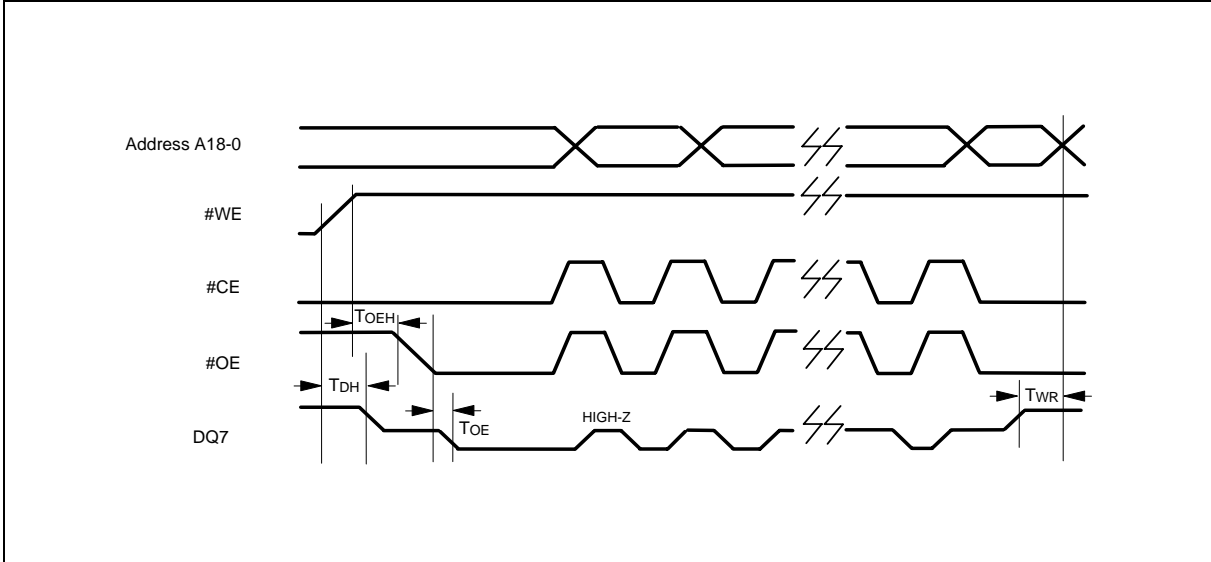 Address A18-0
#WE
#CE
TOEH
#OE
TDH
TWR
HIGH-Z
TOE
DQ7